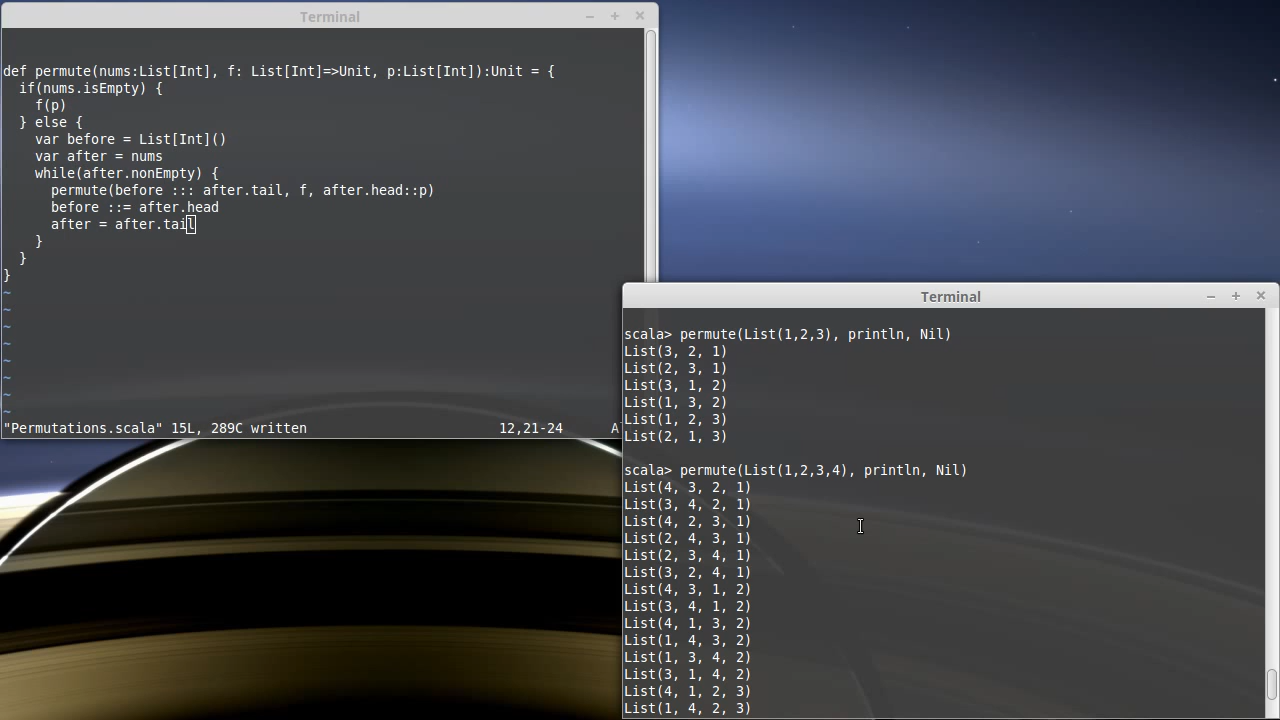 Terminal
def permute(nums:List[Int], f: List[Int]=>Unit, p:List[Int]):Unit = {
  if(nums.isEmpty) {
    f(p)
  } else {
    var before = List[Int]()
    var after = nums
    while(after.nonEmpty) {
      permute(before ::: after.tail, f, after.head::p)
      before ::= after.head
      after = after.tail
    }
  }
}
~
~
~
~
~
~
~
~
"Permutations.scala" 15L, 289C written 12,21-24 A
Terminal
scala> permute(List(1,2,3), println, Nil)
List(3, 2, 1)
List(2, 3, 1)
List(3, 1, 2)
List(1, 3, 2)
List(1, 2, 3)
List(2, 1, 3)
scala> permute(List(1,2,3,4), println, Nil)
List(4, 3, 2, 1)
List(3, 4, 2, 1)
List(4, 2, 3, 1)
List(2, 4, 3, 1)
List(2, 3, 4, 1)
List(3, 2, 4, 1)
List(4, 3, 1, 2)
List(3, 4, 1, 2)
List(4, 1, 3, 2)
List(1, 4, 3, 2)
List(1, 3, 4, 2)
List(3, 1, 4, 2)
List(4, 1, 2, 3)
List(1, 4, 2, 3)